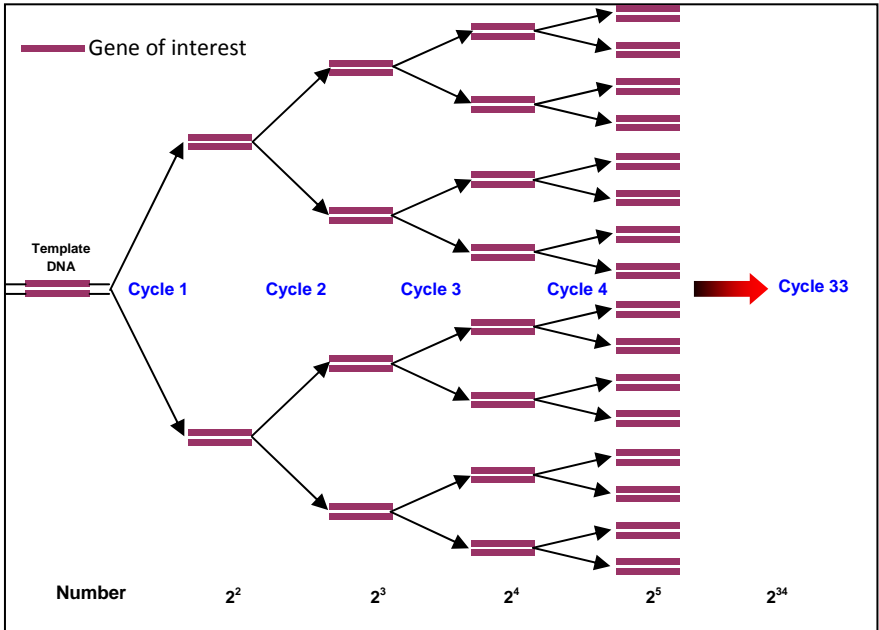 Gene of interest
Template
DNA
Cycle 1 Cycle 2 Cycle 3 Cycle 4 Cycle 33
Number 2² 2³ 2⁴ 2⁵ 2³⁴